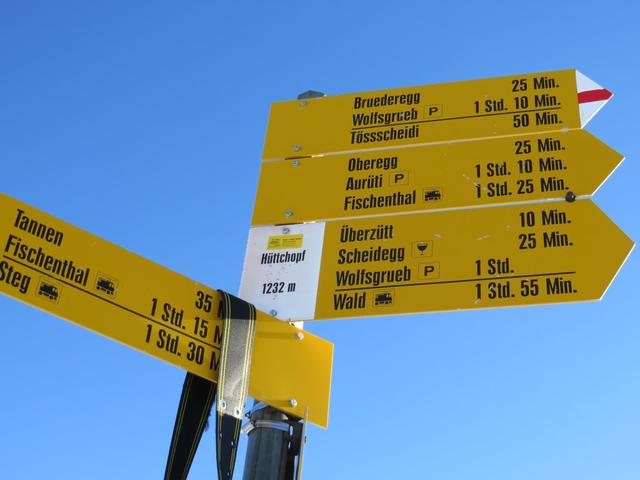 Bruederegg 25 Min.
Wolfsgrueb P 1 Std. 10 Min.
Tössscheidi 50 Min.
Oberegg 25 Min.
Aurüti P 1 Std. 10 Min.
Fischenthal 1 Std. 25 Min.
Hüttchopf
1232 m
Überzütt 10 Min.
Scheidegg 25 Min.
Wolfsgrueb P 1 Std.
Wald 1 Std. 55 Min.
Tannen 35 M
Fischenthal 1 Std. 15 M
Steg 1 Std. 30 M